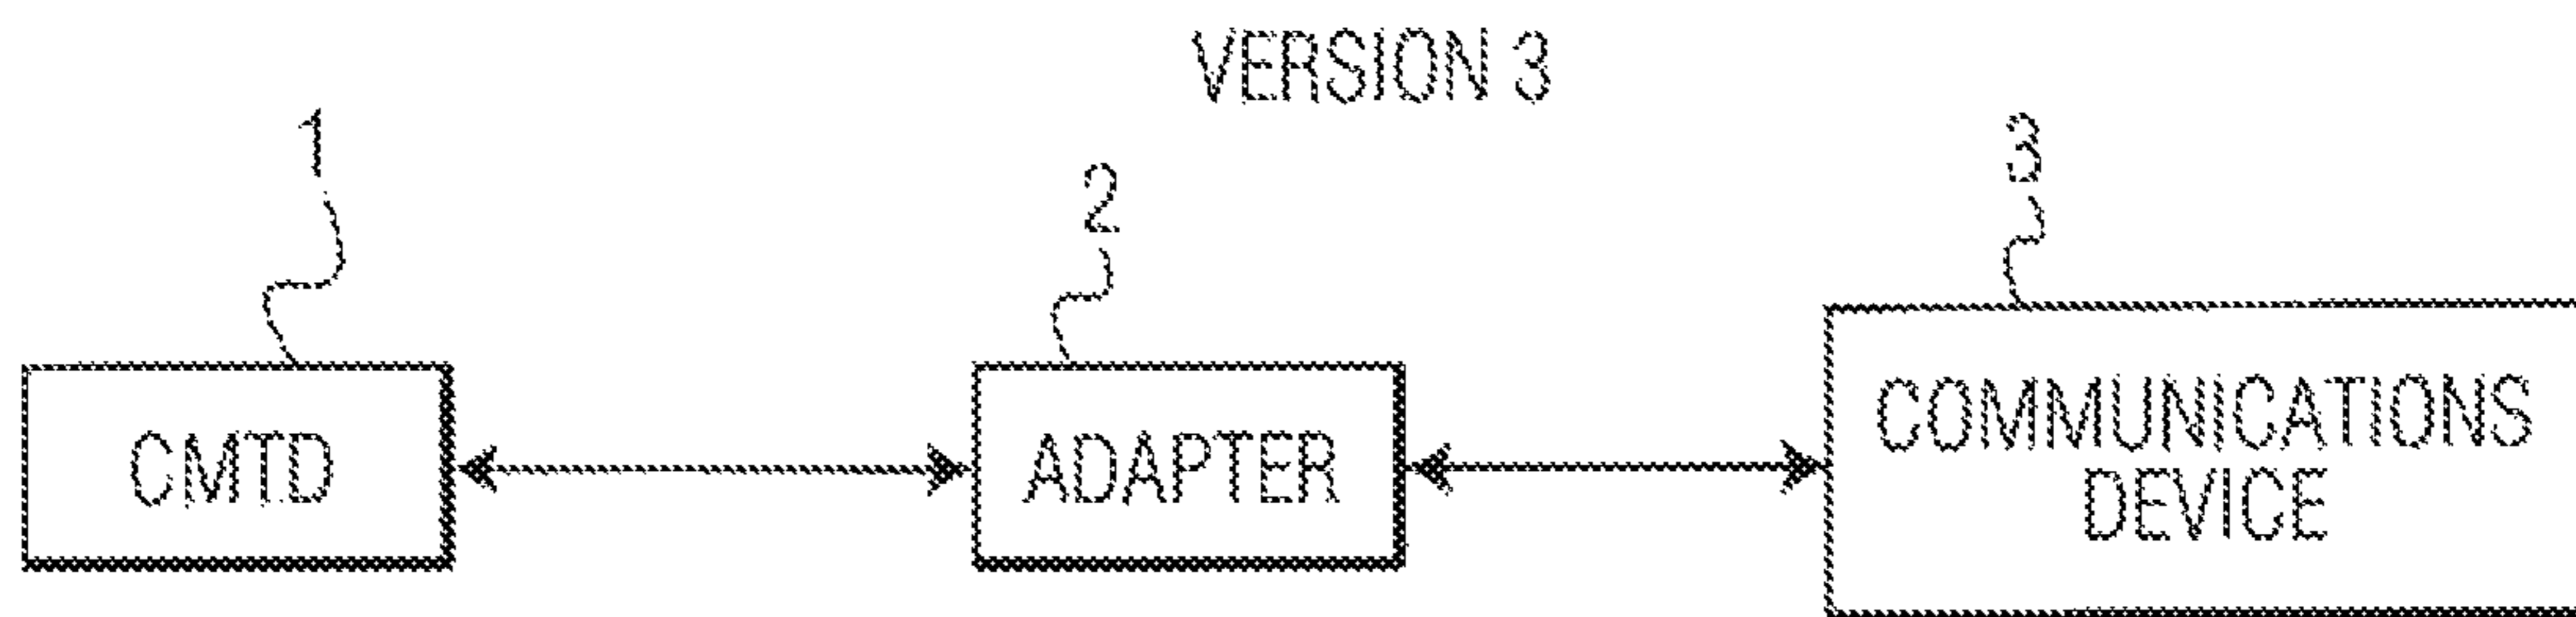 VERSION 3
1
2
3
CMTD
ADAPTER
COMMUNICATIONS
DEVICE